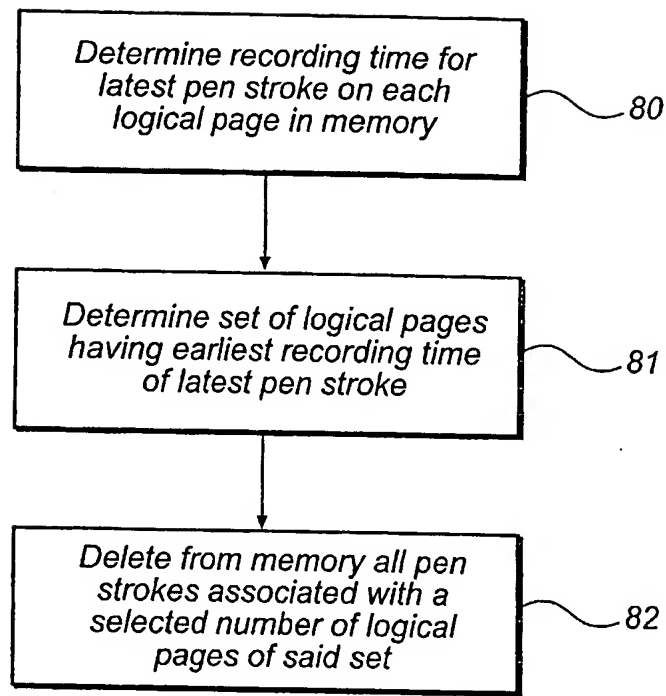 Determine recording time for
latest pen stroke on each
logical page in memory
80
Determine set of logical pages
having earliest recording time
of latest pen stroke
81
Delete from memory all pen
strokes associated with a
selected number of logical
pages of said set
82